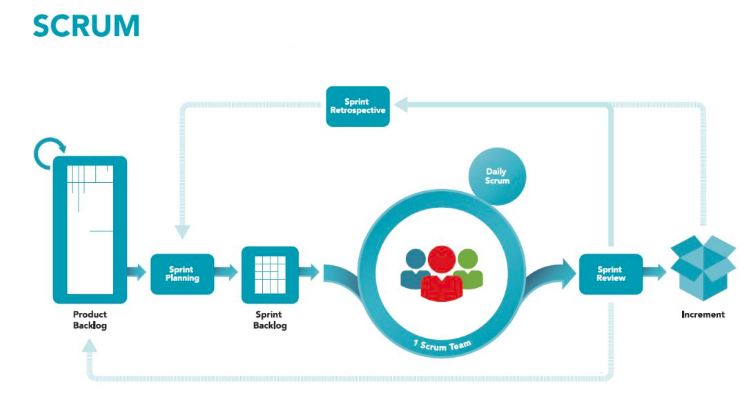 SCRUM
Sprint
Retrospective
Daily
Scrum
Sprint
Planning
Sprint
Review
Product
Backlog
Sprint
Backlog
1 Scrum Team
Increment